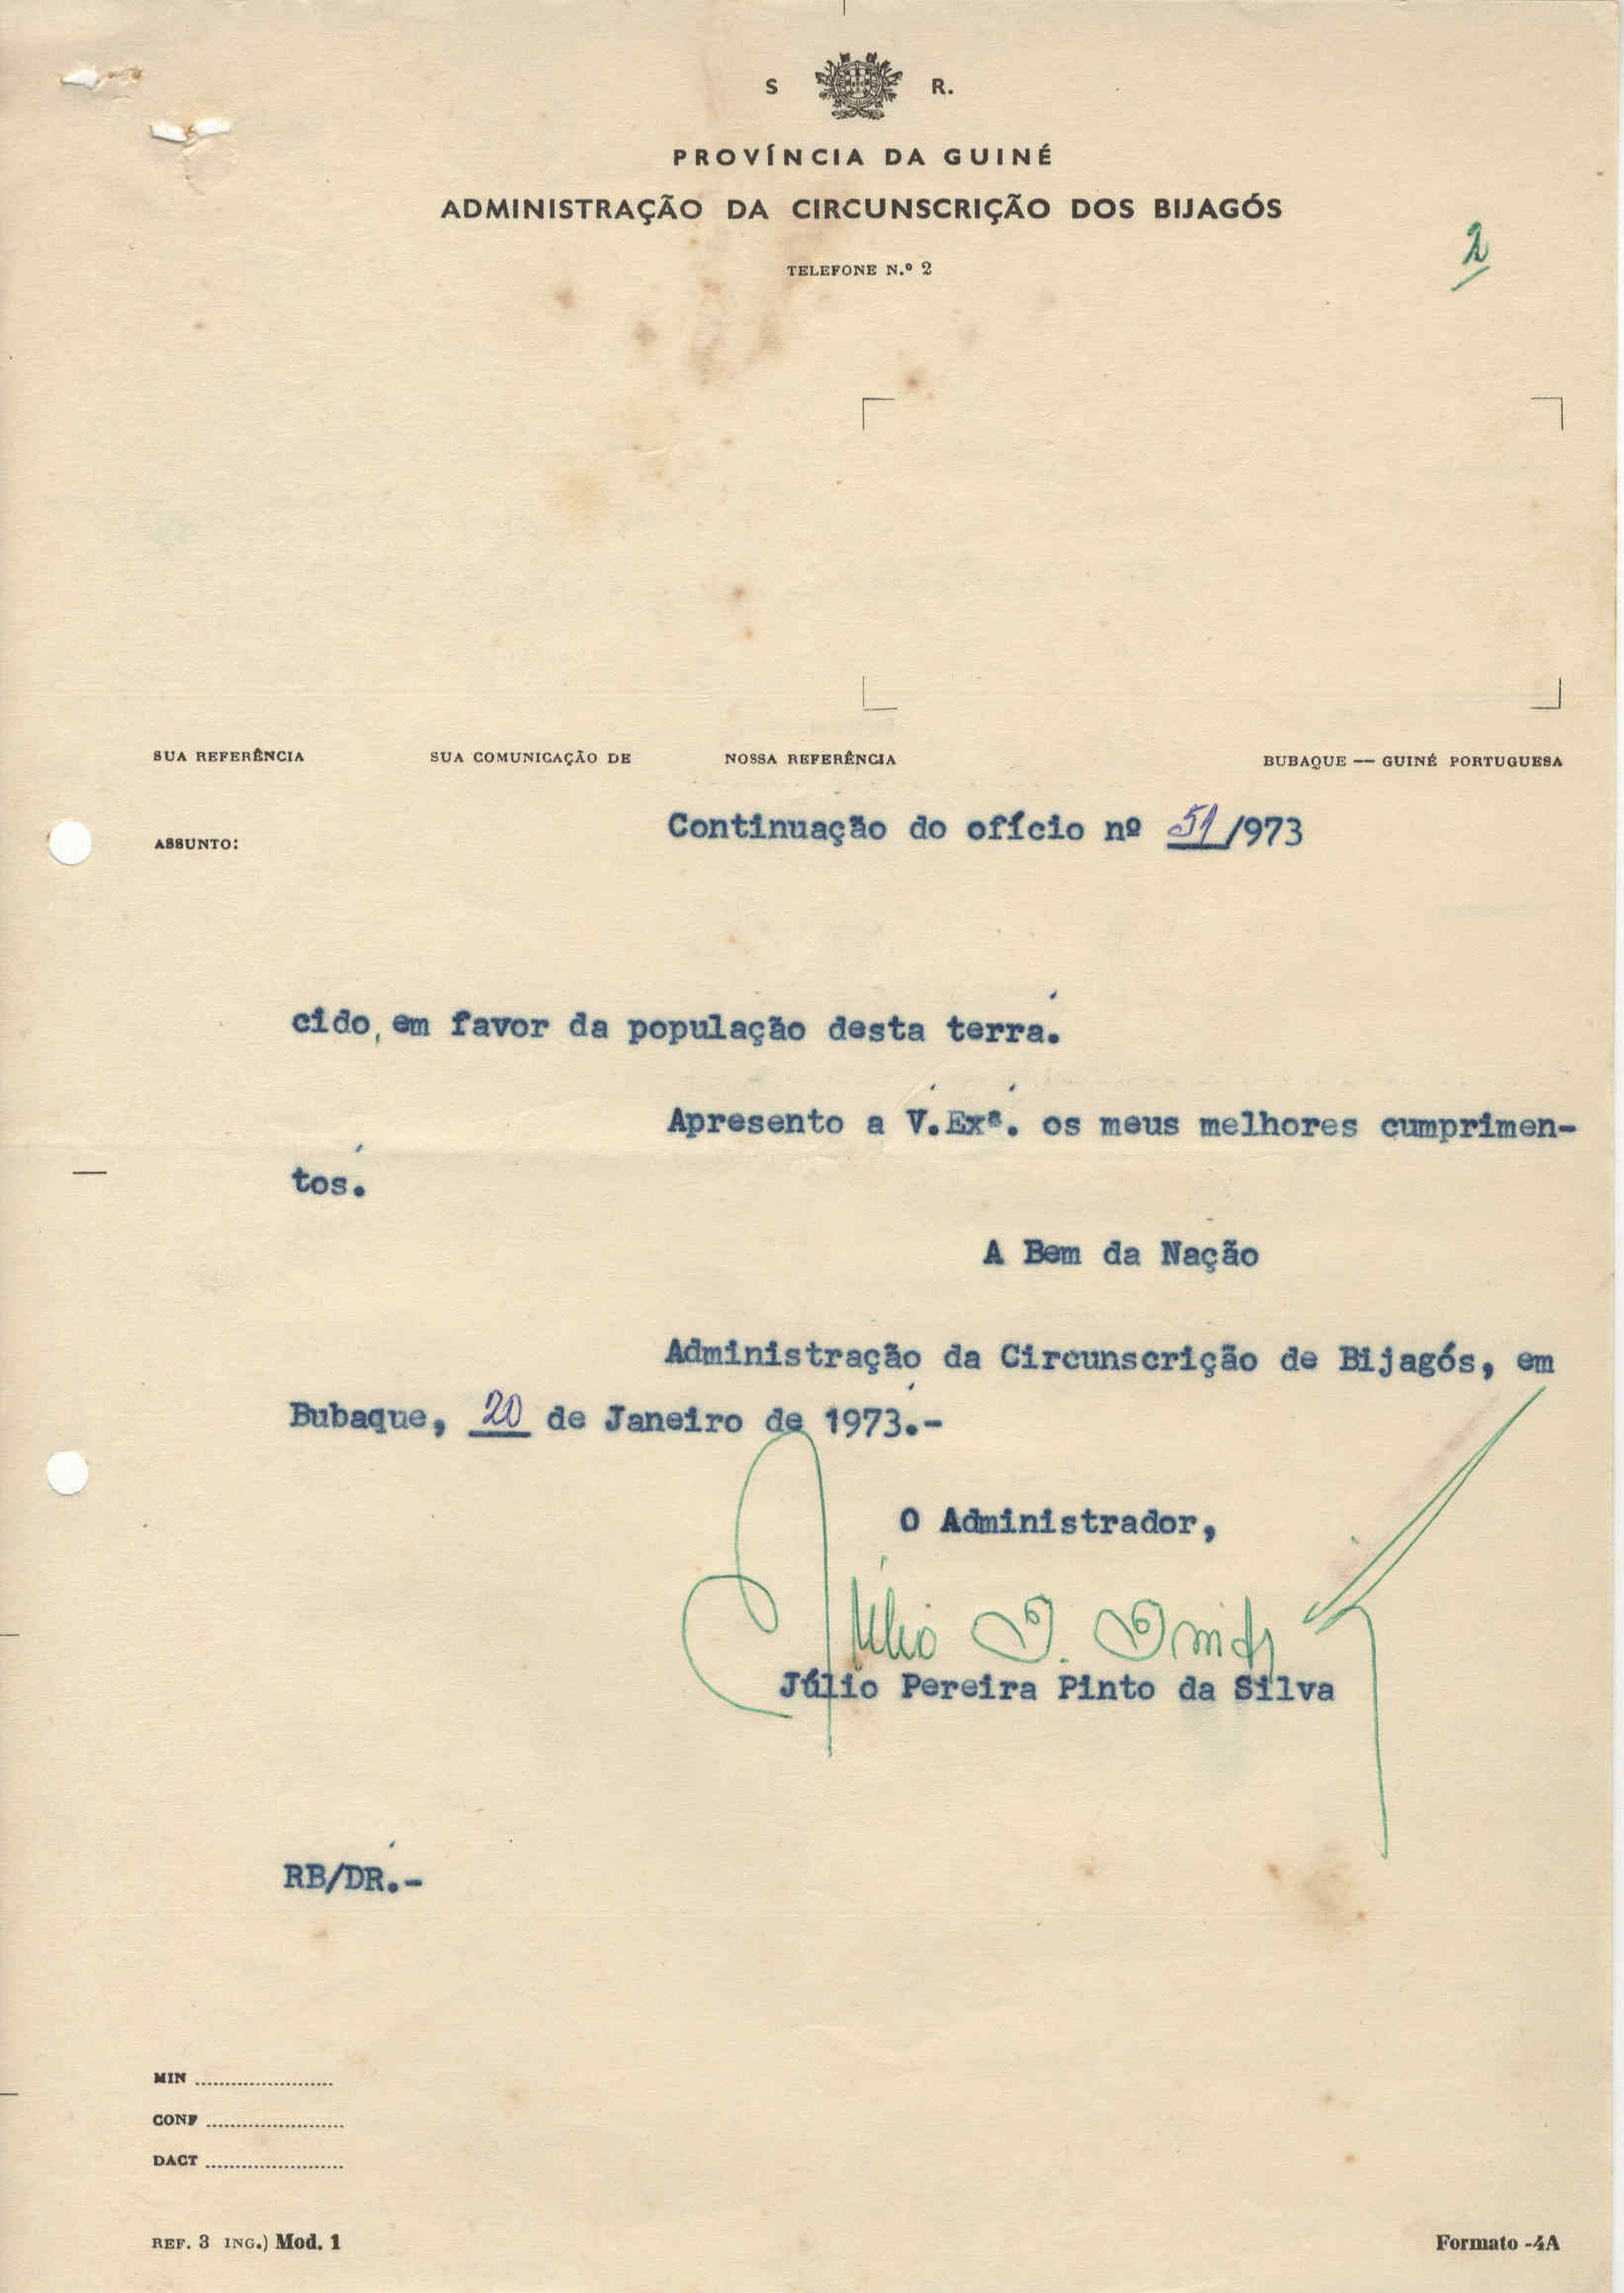 S R.
PROVÍNCIA DA GUINÉ
ADMINISTRAÇÃO DA CIRCUNSCRIÇÃO DOS BIJAGÓS
TELEFONE N.º 2
2
SUA REFERÊNCIA SUA COMUNICAÇÃO DE NOSSA REFERÊNCIA BUBAQUE — GUINÉ PORTUGUESA
ASSUNTO: Continuação do ofício nº 51/973
cido, em favor da população desta terra.
Apresento a V.Exª. os meus melhores cumprimen-
tos.
A Bem da Nação
Administração da Circunscrição de Bijagós, em
Bubaque, 20 de Janeiro de 1973.-
O Administrador,
Júlio P. Pinto
Júlio Pereira Pinto da Silva
RB/DR.-
MIN
CONF
DACT
REF. 3 ING.) Mod. 1 Formato -4A